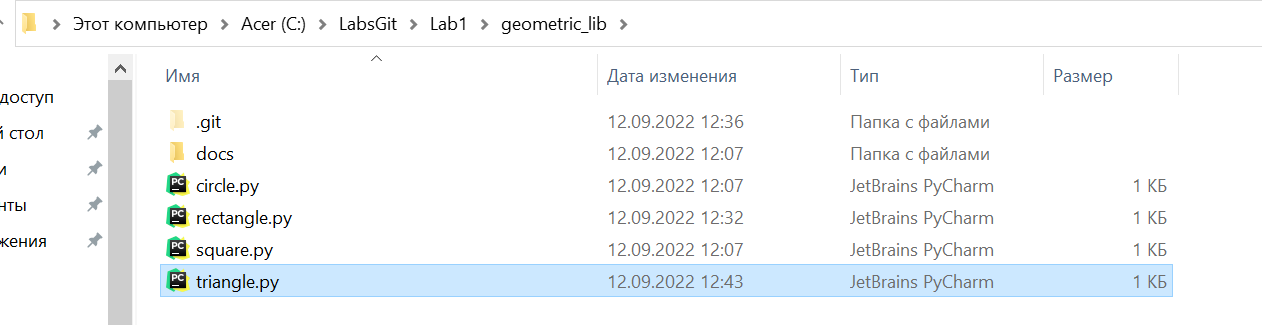 Этот компьютер > Acer (C:) > LabsGit > Lab1 > geometric_lib >
Имя Дата изменения Тип Размер
доступ
й стол
и
нты
жения
.git 12.09.2022 12:36 Папка с файлами
docs 12.09.2022 12:07 Папка с файлами
circle.py 12.09.2022 12:07 JetBrains PyCharm 1 КБ
rectangle.py 12.09.2022 12:32 JetBrains PyCharm 1 КБ
square.py 12.09.2022 12:07 JetBrains PyCharm 1 КБ
triangle.py 12.09.2022 12:43 JetBrains PyCharm 1 КБ